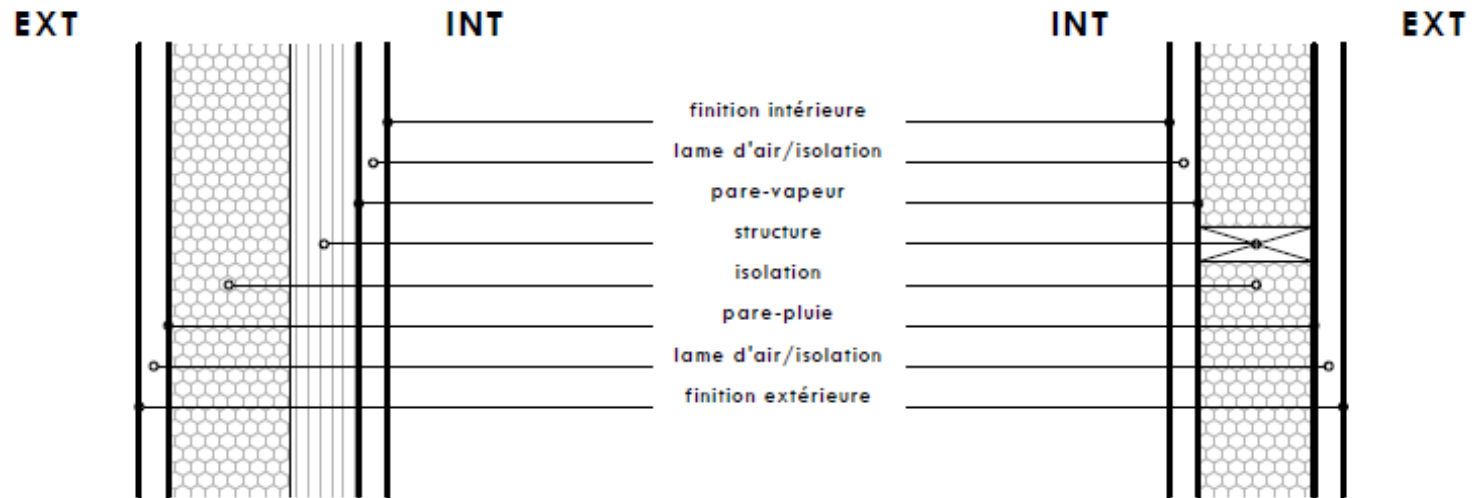 EXT INT INT EXT
finition intérieure
lame d'air/isolation
pare-vapeur
structure
isolation
pare-pluie
lame d'air/isolation
finition extérieure